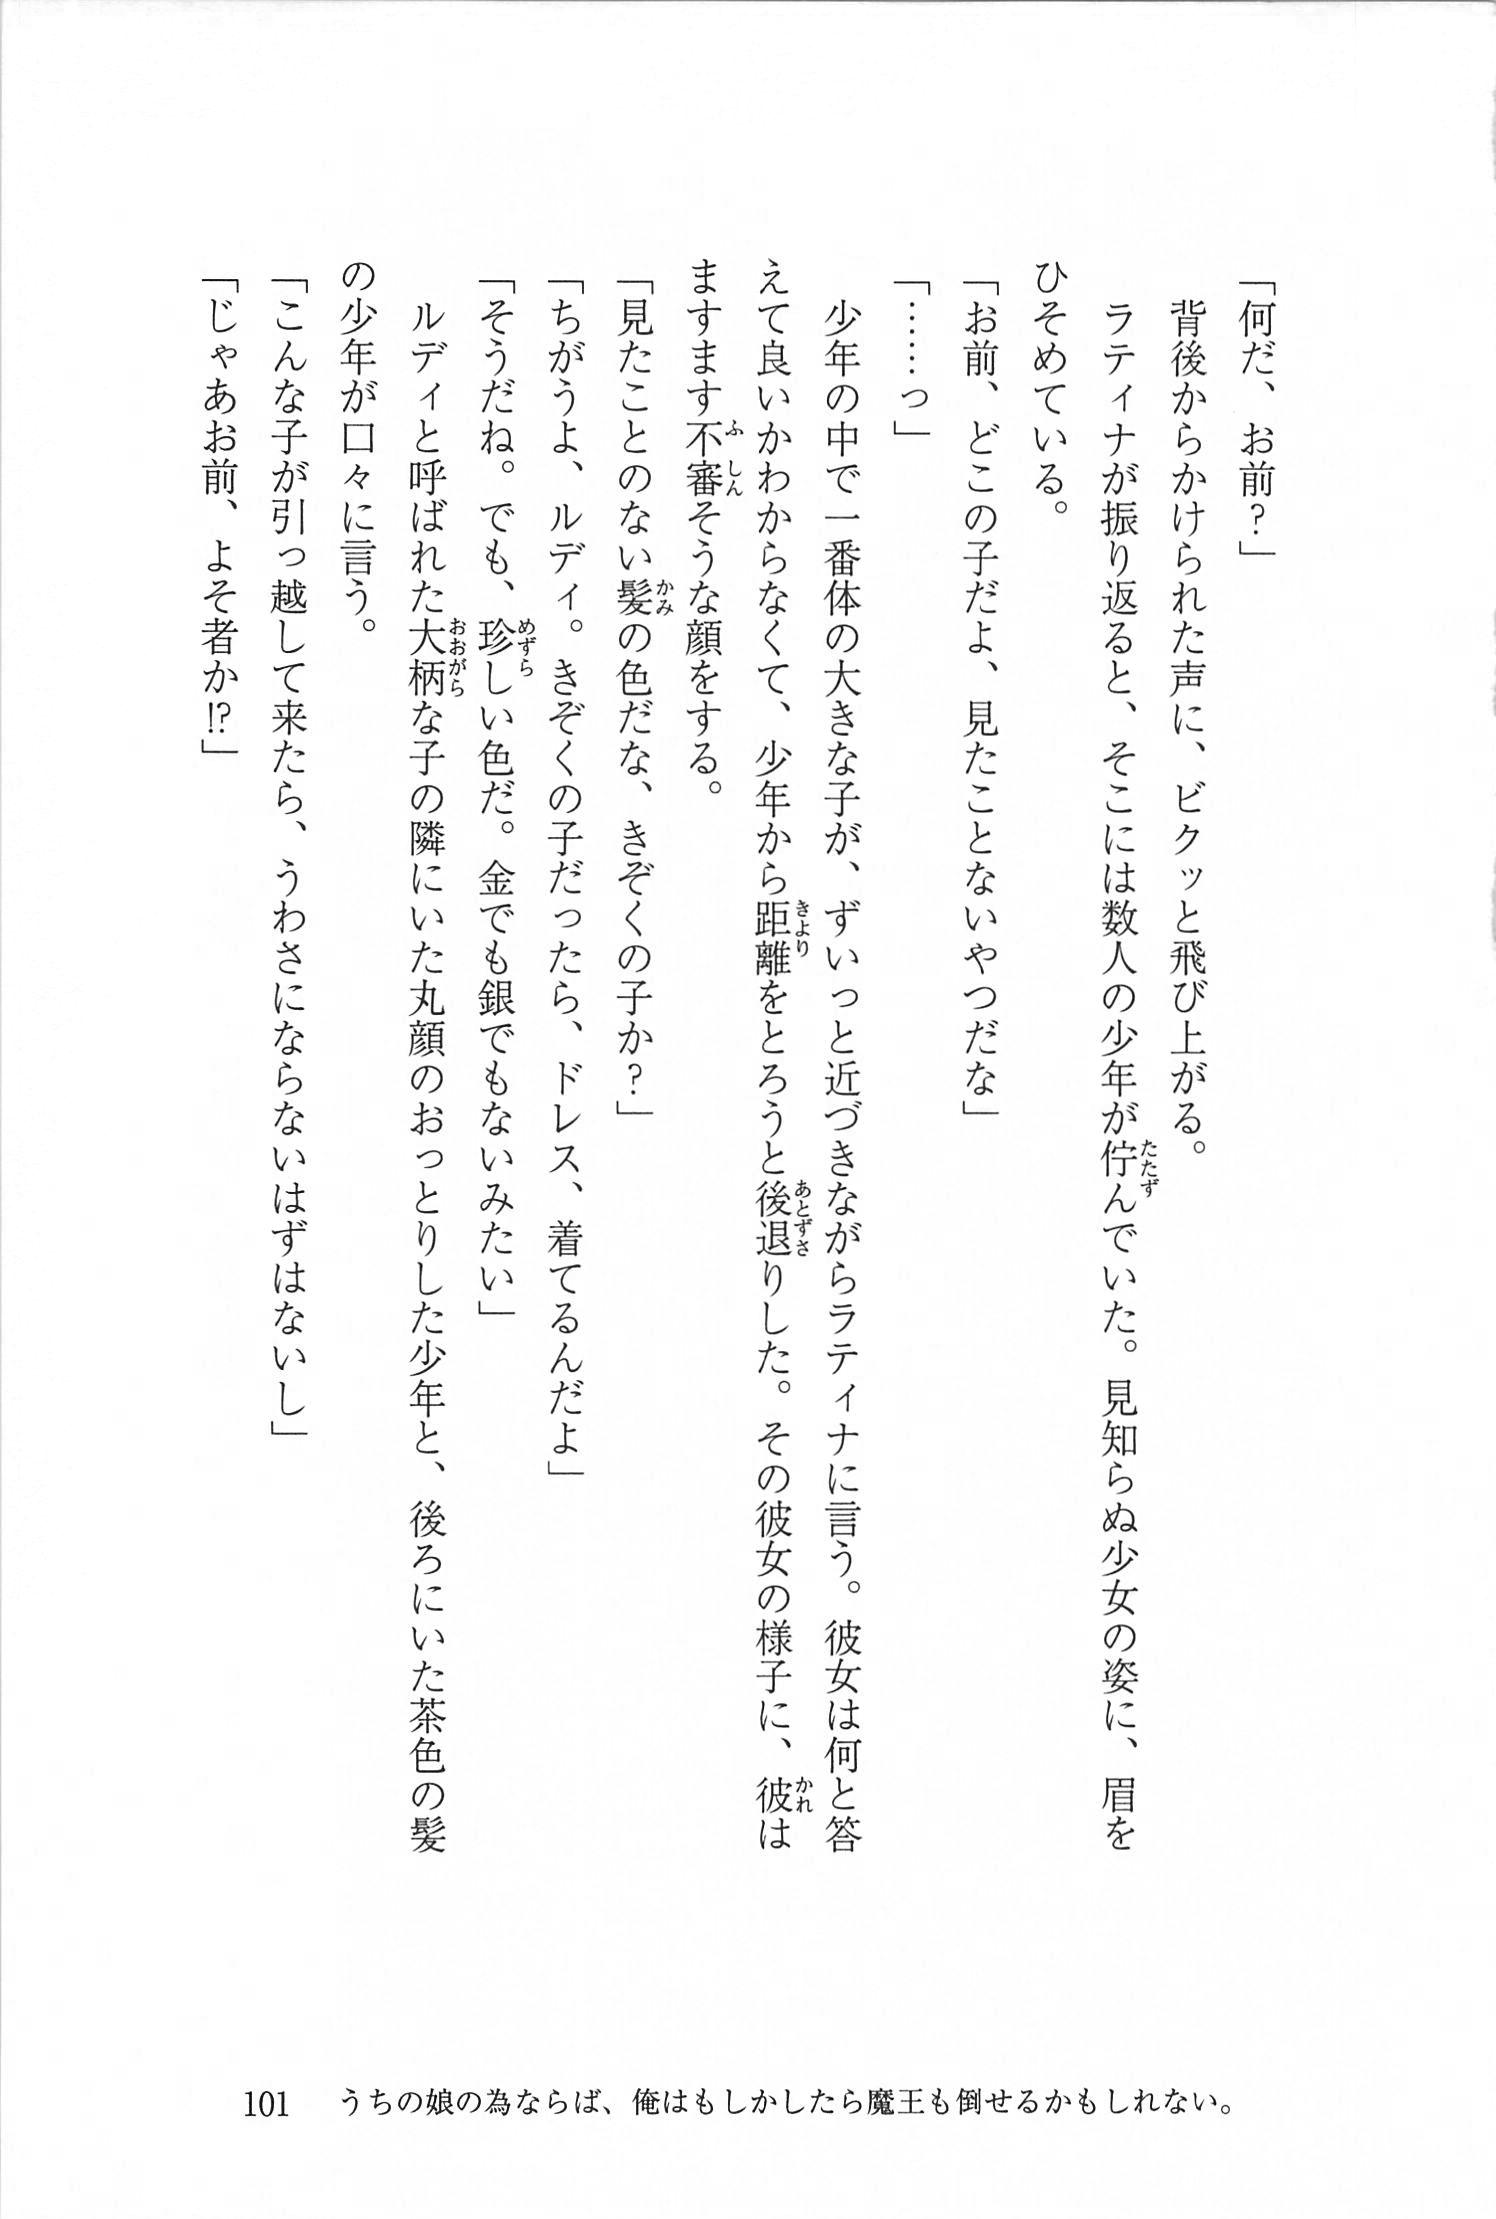 「何だ、お前？」
　背後からかけられた声に、ビクッと飛び上がる。
　ラティナが振り返ると、そこには数人の少年が佇んでいた。見知らぬ少女の姿に、眉を
ひそめている。
「お前、どこの子だよ、見たことないやつだな」
「……っ」
　少年の中で一番体の大きな子が、ずいっと近づきながらラティナに言う。彼女は何と答
えて良いかわからなくて、少年から距離をとろうと後退りした。その彼女の様子に、彼は
ますます不審そうな顔をする。
「見たことのない髪の色だな、きぞくの子か？」
「ちがうよ、ルディ。きぞくの子だったら、ドレス、着てるんだよ」
「そうだね。でも、珍しい色だ。金でも銀でもないみたい」
　ルディと呼ばれた大柄な子の隣にいた丸顔のおっとりした少年と、後ろにいた茶色の髪
の少年が口々に言う。
「こんな子が引っ越して来たら、うわさにならないはずはないし」
「じゃあお前、よそ者か!?」
101　うちの娘の為ならば、俺はもしかしたら魔王も倒せるかもしれない。